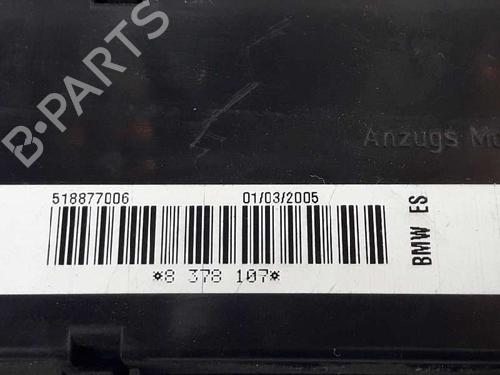 B-PARTS
Anzugs
518877006 01/03/2005
*8 378 107*
BMW ES